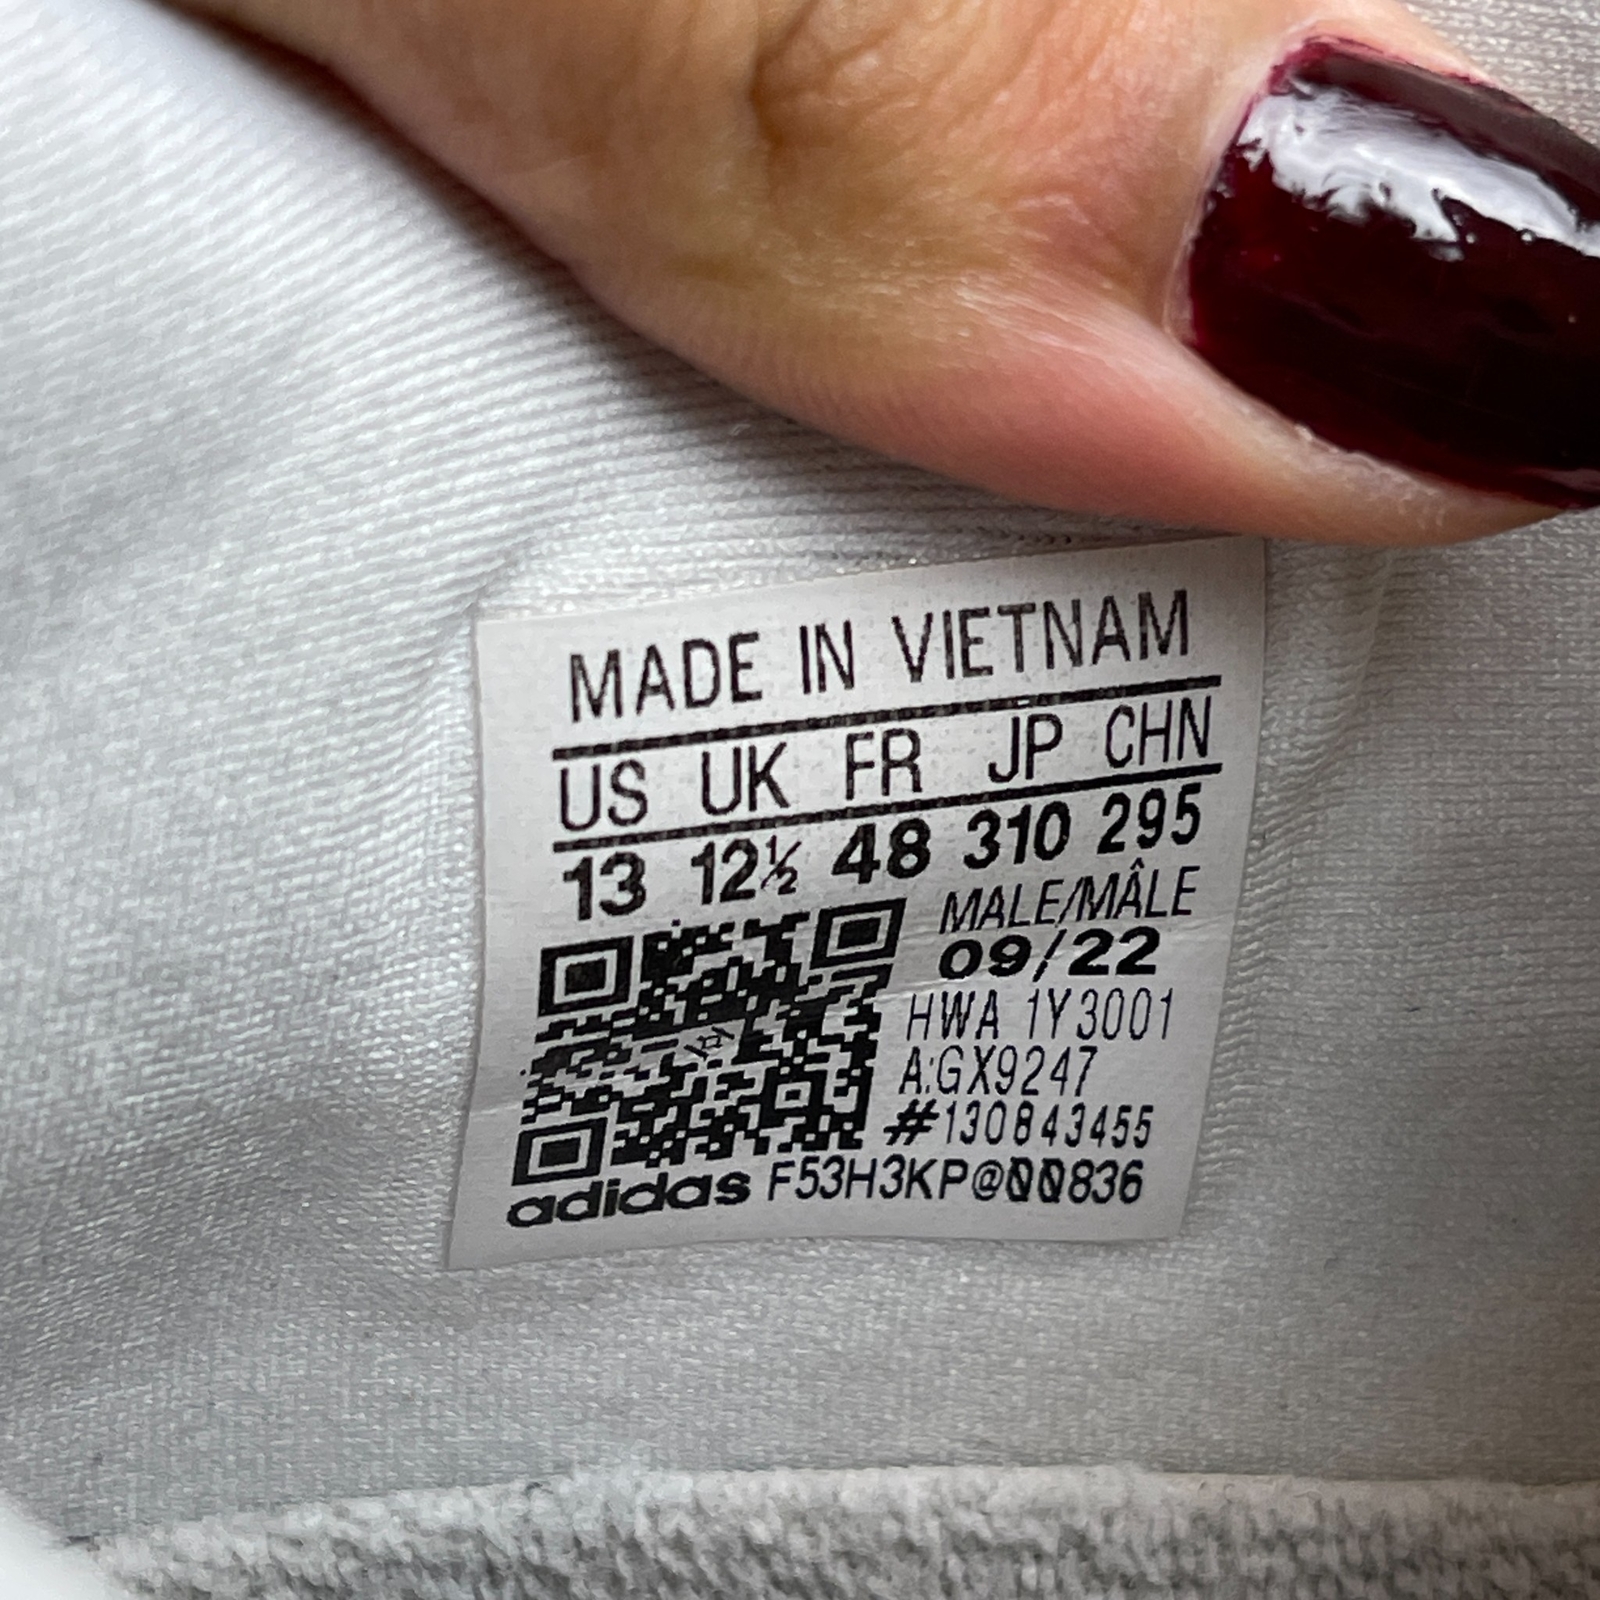 MADE IN VIETNAM
US UK FR JP CHN
13 12½ 48 310 295
MALE/MÂLE
09/22
HWA 1Y3001
A:GX9247
#130843455
adidas F53H3KP@00836